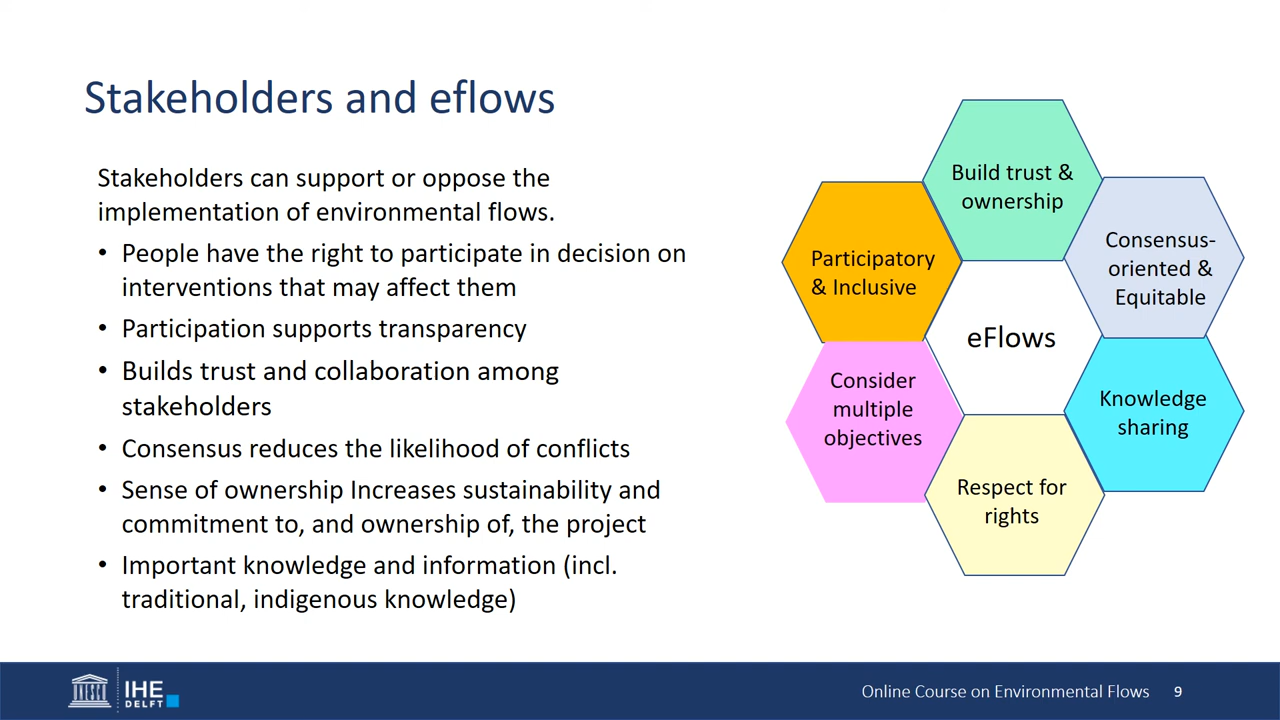 Stakeholders and eflows
Stakeholders can support or oppose the
implementation of environmental flows.
• People have the right to participate in decision on
interventions that may affect them
• Participation supports transparency
• Builds trust and collaboration among
stakeholders
• Consensus reduces the likelihood of conflicts
• Sense of ownership Increases sustainability and
commitment to, and ownership of, the project
• Important knowledge and information (incl.
traditional, indigenous knowledge)
Build trust &
ownership
Participatory
& Inclusive
Consensus-
oriented &
Equitable
eFlows
Consider
multiple
objectives
Knowledge
sharing
Respect for
rights
unesco
IHE
DELFT
Online Course on Environmental Flows 9